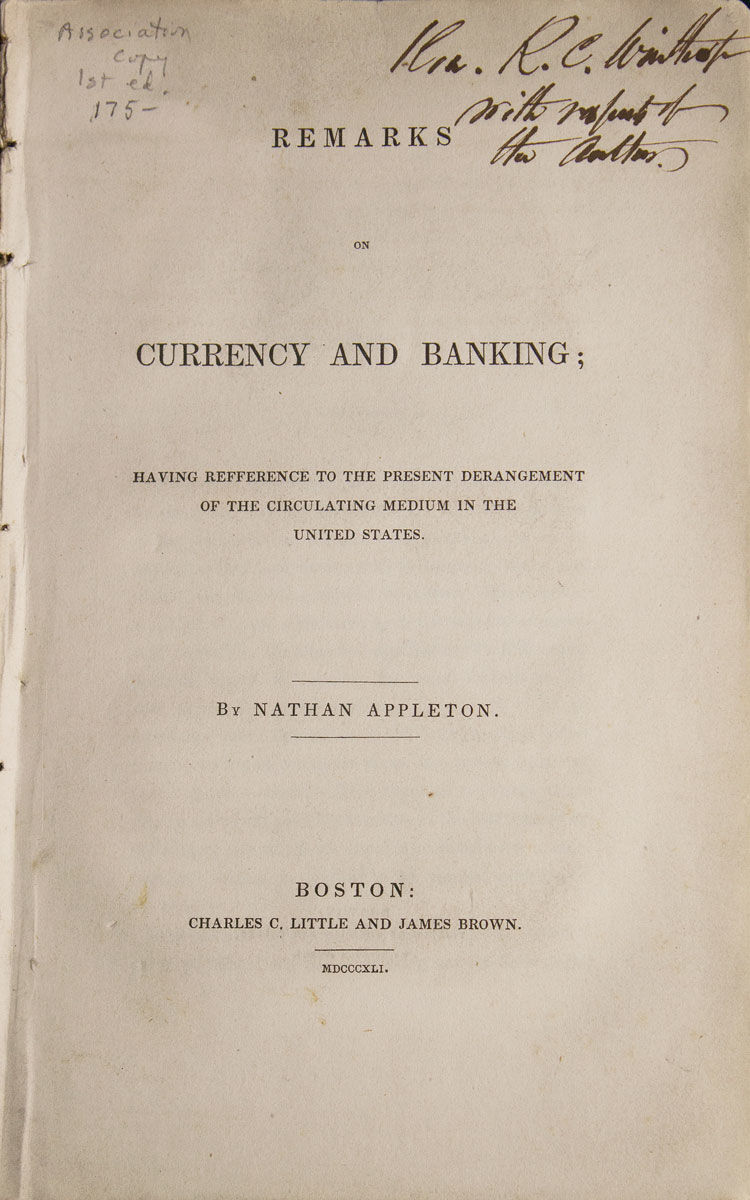 Association
Copy
1st ed.
175-
Hon. R. C. Winthrop
with respects of
the Author.
REMARKS
ON
CURRENCY AND BANKING;
HAVING REFFERENCE TO THE PRESENT DERANGEMENT
OF THE CIRCULATING MEDIUM IN THE
UNITED STATES.
By NATHAN APPLETON.
BOSTON:
CHARLES C. LITTLE AND JAMES BROWN.
MDCCCXLI.